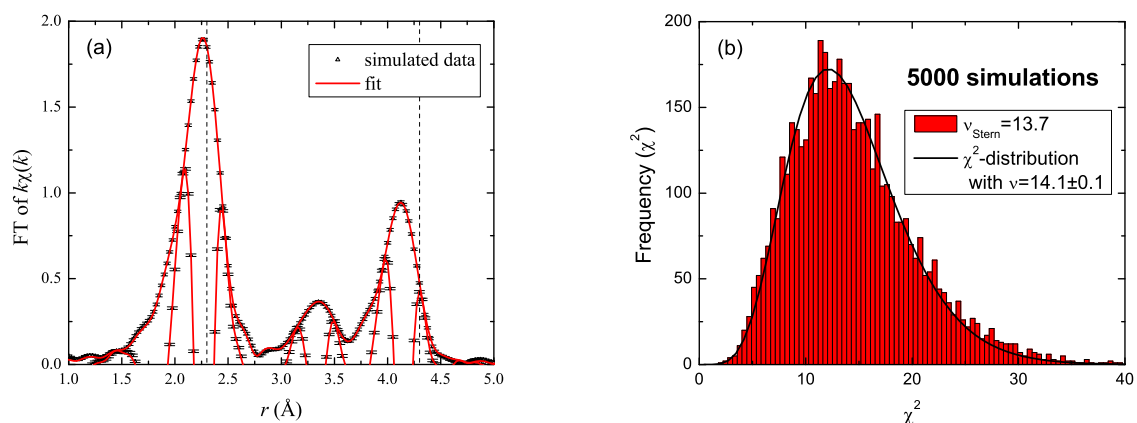 (a)
simulated data
fit
FT of kχ(k)
2.0
1.5
1.0
0.5
0.0
1.0 1.5 2.0 2.5 3.0 3.5 4.0 4.5 5.0
r (Å)
(b)
5000 simulations
ν_Stern=13.7
χ²-distribution
with ν=14.1±0.1
Frequency (χ²)
200
150
100
50
0
0 10 20 30 40
χ²